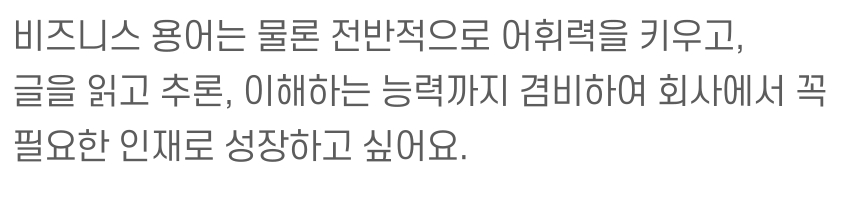 비즈니스 용어는 물론 전반적으로 어휘력을 키우고,
글을 읽고 추론, 이해하는 능력까지 겸비하여 회사에서 꼭
필요한 인재로 성장하고 싶어요.